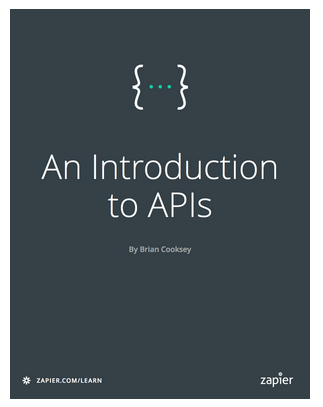 {...}
An Introduction
to APIs
By Brian Cooksey
ZAPIER.COM/LEARN
zapier